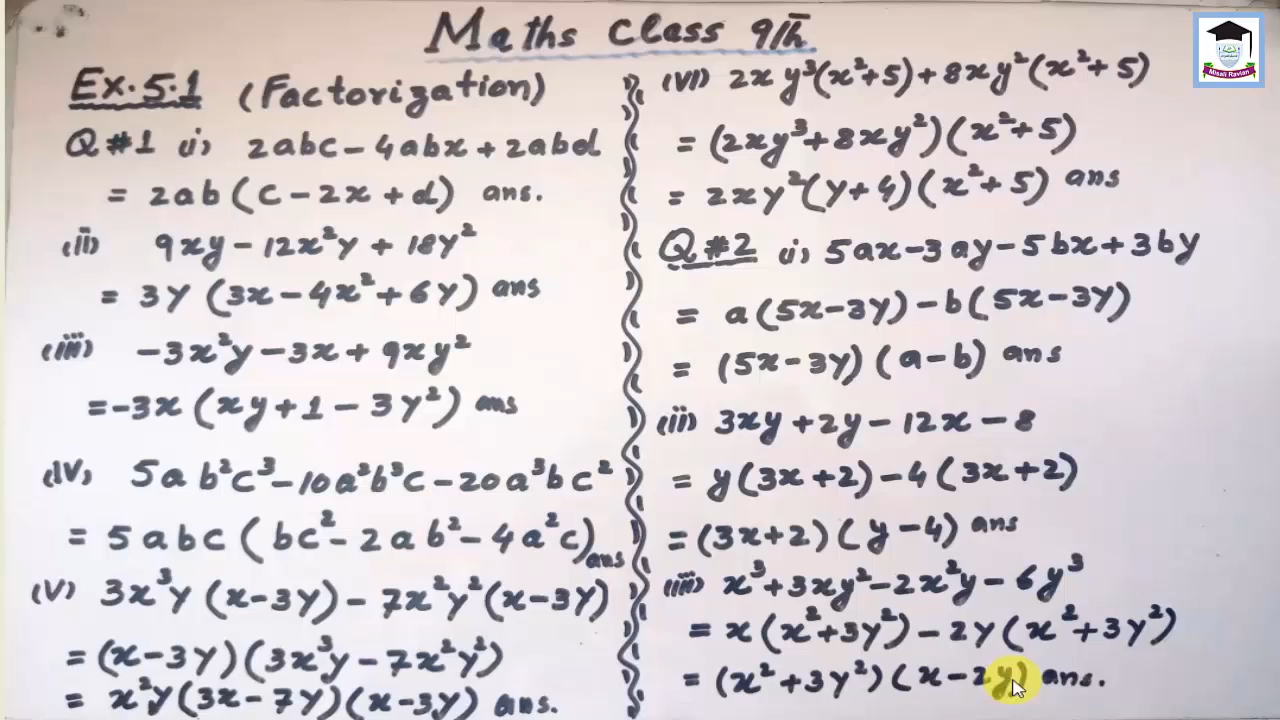 Maths Class 9th
Ex.5.1 (Factorization)
Q#1 (i) 2abc - 4abx + 2abd
= 2ab(c - 2x + d) ans.
(ii) 9xy - 12x²y + 18y²
= 3y (3x - 4x² + 6y) ans
(iii) -3x²y - 3x + 9xy²
= -3x (xy + 1 - 3y²) ans
(iv) 5ab²c³ - 10a²b³c - 20a³bc²
= 5abc (bc² - 2ab² - 4a²c) ans
(v) 3x³y (x - 3y) - 7x²y² (x - 3y)
= (x - 3y)(3x³y - 7x²y²)
= x²y(3x - 7y)(x - 3y) ans.
(vi) 2xy³(x² + 5) + 8xy²(x² + 5)
= (2xy³ + 8xy²)(x² + 5)
= 2xy²(y + 4)(x² + 5) ans
Q#2 (i) 5ax - 3ay - 5bx + 3by
= a(5x - 3y) - b(5x - 3y)
= (5x - 3y)(a - b) ans
(ii) 3xy + 2y - 12x - 8
= y(3x + 2) - 4(3x + 2)
= (3x + 2)(y - 4) ans
(iii) x³ + 3xy² - 2x²y - 6y³
= x(x² + 3y²) - 2y(x² + 3y²)
= (x² + 3y²)(x - 2y) ans.
Misali Ravian